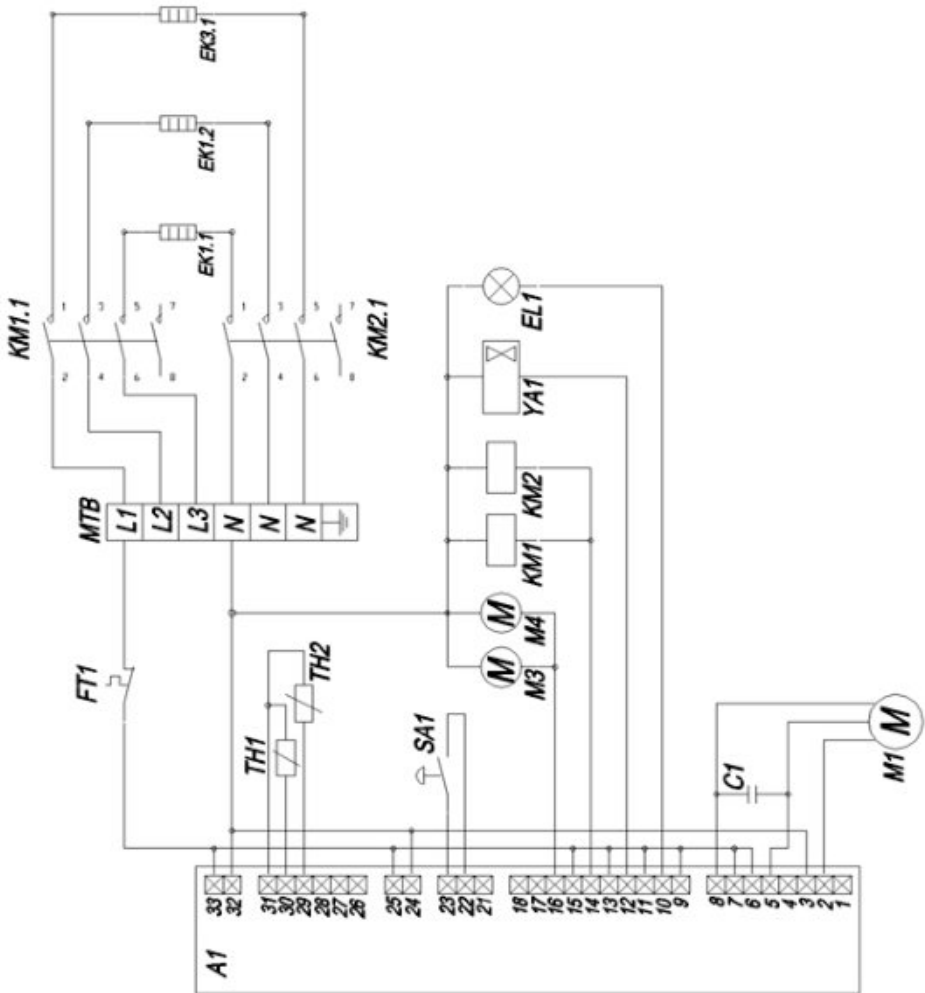 EK3.1
EK1.2
EK1.1
KM1.1
1 3 5 7
2 4 6 8
KM2.1
1 3 5 7
2 4 6 8
MTB
L1
L2
L3
N
N
N
EL1
YA1
KM2
KM1
M
M4
M
M3
FT1
TH1
TH2
SA1
C1
M
M1
A1
33
32
31
30
29
28
27
26
25
24
23
22
21
18
17
16
15
14
13
12
11
10
9
8
7
6
5
4
3
2
1